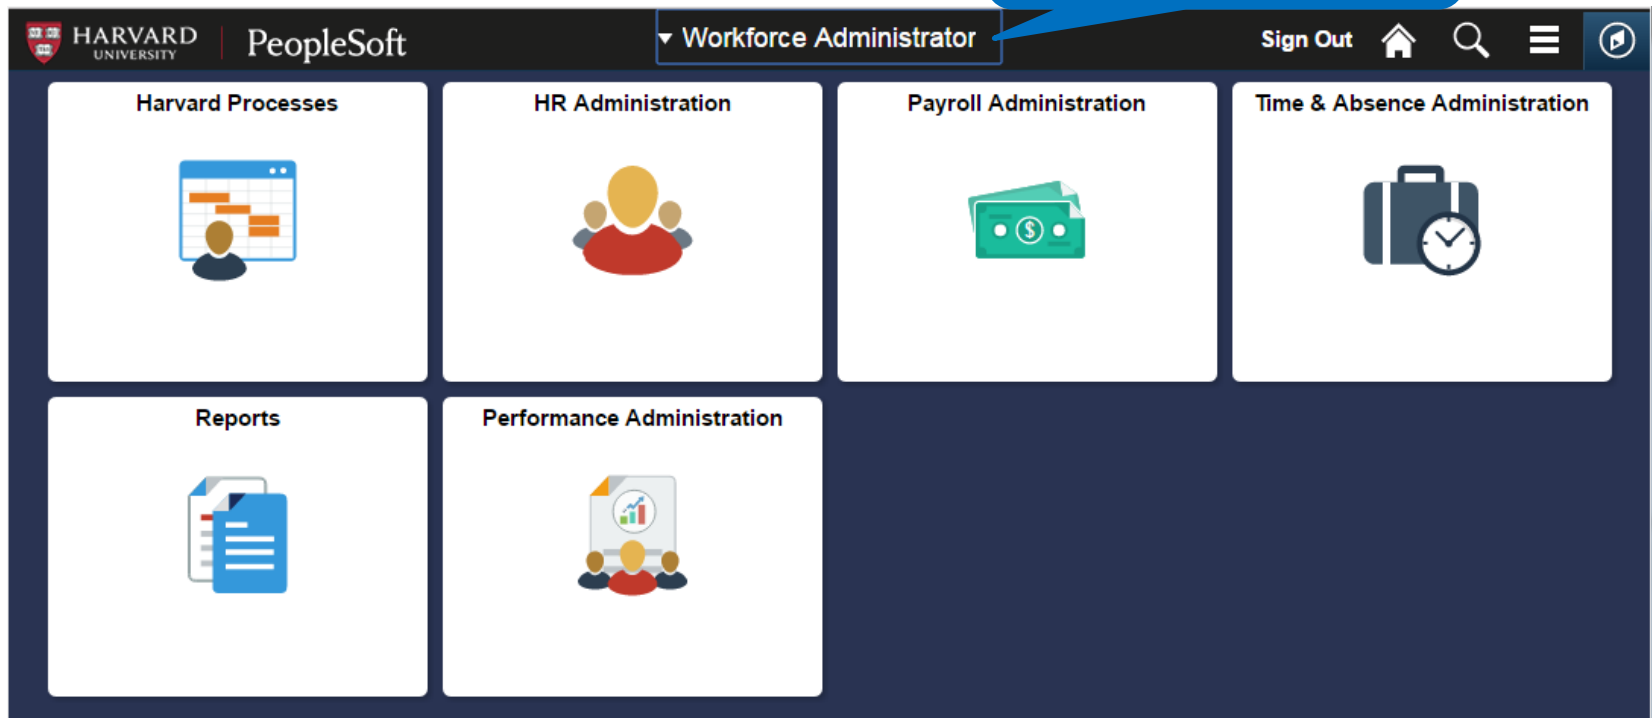 HARVARD
UNIVERSITY
PeopleSoft
Workforce Administrator
Sign Out
Harvard Processes
HR Administration
Payroll Administration
Time & Absence Administration
$
Reports
Performance Administration